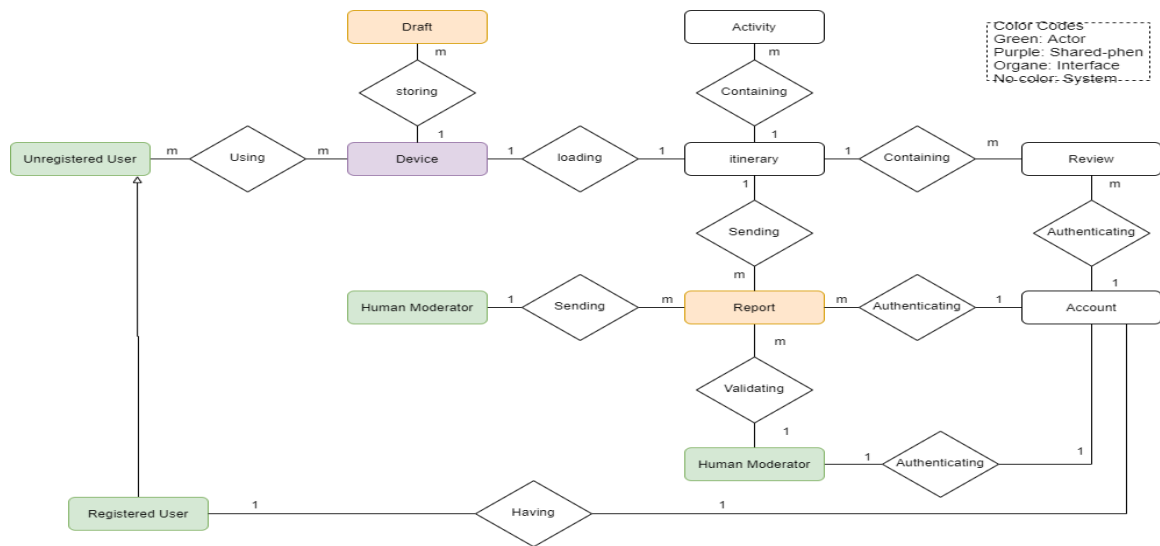 Draft
Activity
Color Codes
Green: Actor
Purple: Shared-phen
Organe: Interface
No color: System
m
m
storing
Containing
1
1
Unregistered User
m
Using
m
Device
1
loading
1
itinerary
1
Containing
m
Review
1
m
Sending
Authenticating
m
1
Human Moderator
1
Sending
m
Report
m
Authenticating
1
Account
m
Validating
1
Human Moderator
1
Authenticating
1
Registered User
1
Having
1